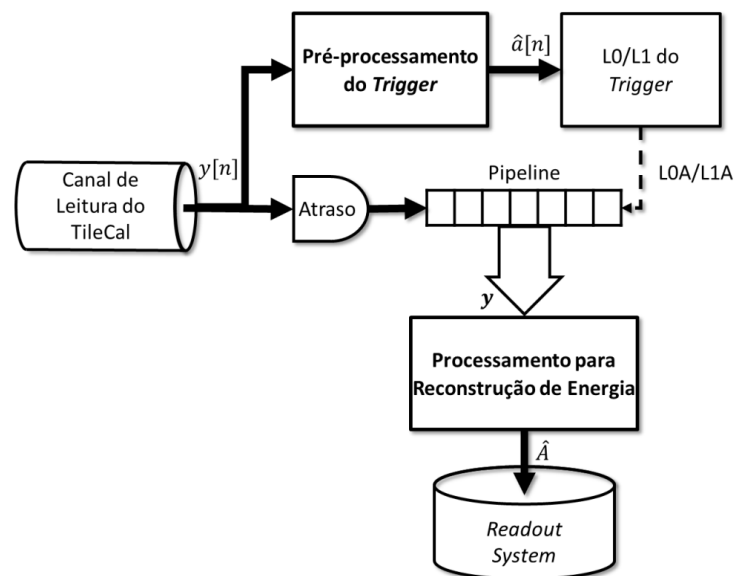 Pré-processamento
do Trigger
â[n]
L0/L1 do
Trigger
y[n]
Canal de
Leitura do
TileCal
Atraso
Pipeline
L0A/L1A
y
Processamento para
Reconstrução de Energia
Â
Readout
System